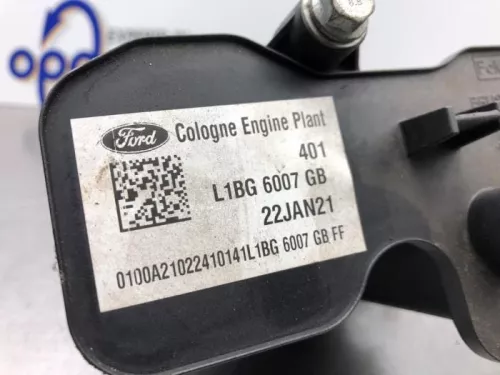 Ford
Cologne Engine Plant
401
L1BG 6007 GB
22JAN21
0100A21022410141L1BG 6007 GB FF